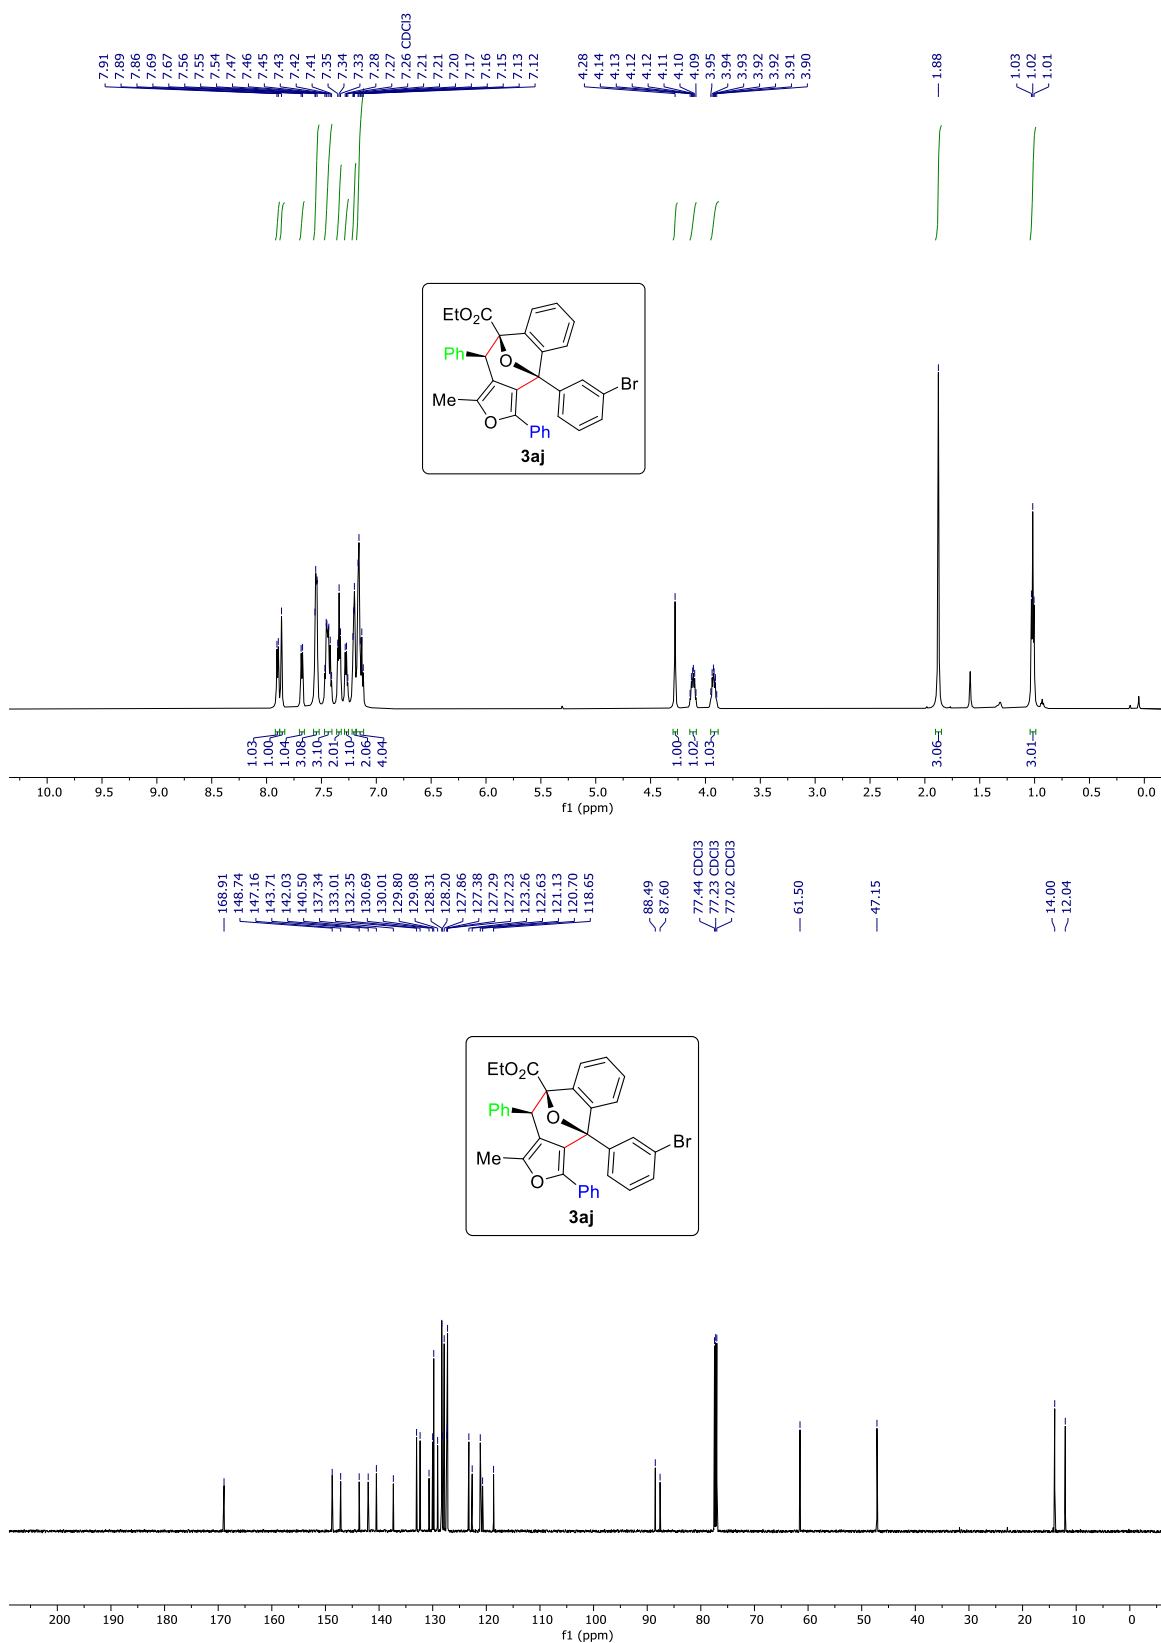 7.91 7.89 7.86 7.69 7.67 7.56 7.55 7.54 7.47 7.46 7.45 7.43 7.42 7.41 7.35 7.34 7.33 7.28 7.27 7.26 CDCl3 7.21 7.21 7.20 7.17 7.16 7.15 7.13 7.12 4.28 4.14 4.13 4.12 4.12 4.11 4.10 4.09 3.95 3.94 3.93 3.92 3.92 3.91 3.90 1.88 1.03 1.02 1.01
EtO2C
Ph
O
Br
Me
O
Ph
3aj
1.03 1.00 1.04 3.08 3.10 2.01 1.10 2.06 4.04 1.00 1.02 1.03 3.06 3.01
10.0 9.5 9.0 8.5 8.0 7.5 7.0 6.5 6.0 5.5 5.0 4.5 4.0 3.5 3.0 2.5 2.0 1.5 1.0 0.5 0.0
f1 (ppm)
168.91 148.74 147.16 143.71 142.03 140.50 137.34 133.01 132.35 130.69 130.01 129.80 129.08 128.31 128.20 127.86 127.38 127.29 127.23 123.26 122.63 121.13 120.70 118.65 88.49 87.60 77.44 CDCl3 77.23 CDCl3 77.02 CDCl3 61.50 47.15 14.00 12.04
EtO2C
Ph
O
Br
Me
O
Ph
3aj
200 190 180 170 160 150 140 130 120 110 100 90 80 70 60 50 40 30 20 10 0
f1 (ppm)